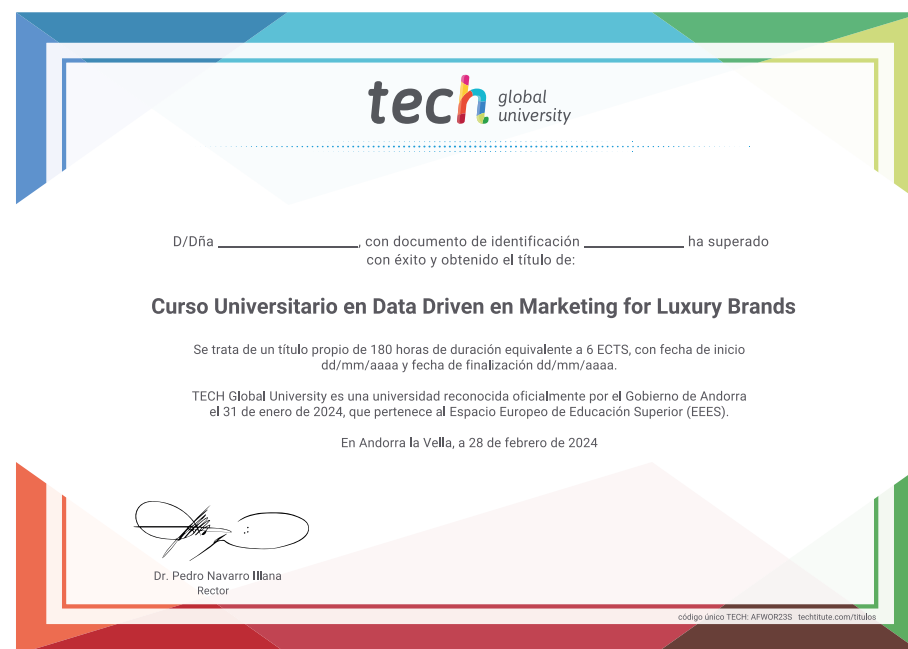 tech global university
D/Dña ____________, con documento de identificación ____________ ha superado
con éxito y obtenido el título de:
Curso Universitario en Data Driven en Marketing for Luxury Brands
Se trata de un título propio de 180 horas de duración equivalente a 6 ECTS, con fecha de inicio
dd/mm/aaaa y fecha de finalización dd/mm/aaaa.
TECH Global University es una universidad reconocida oficialmente por el Gobierno de Andorra
el 31 de enero de 2024, que pertenece al Espacio Europeo de Educación Superior (EEES).
En Andorra la Vella, a 28 de febrero de 2024
Dr. Pedro Navarro Illana
Rector
código único TECH: AFWOR23S techtitute.com/titulos